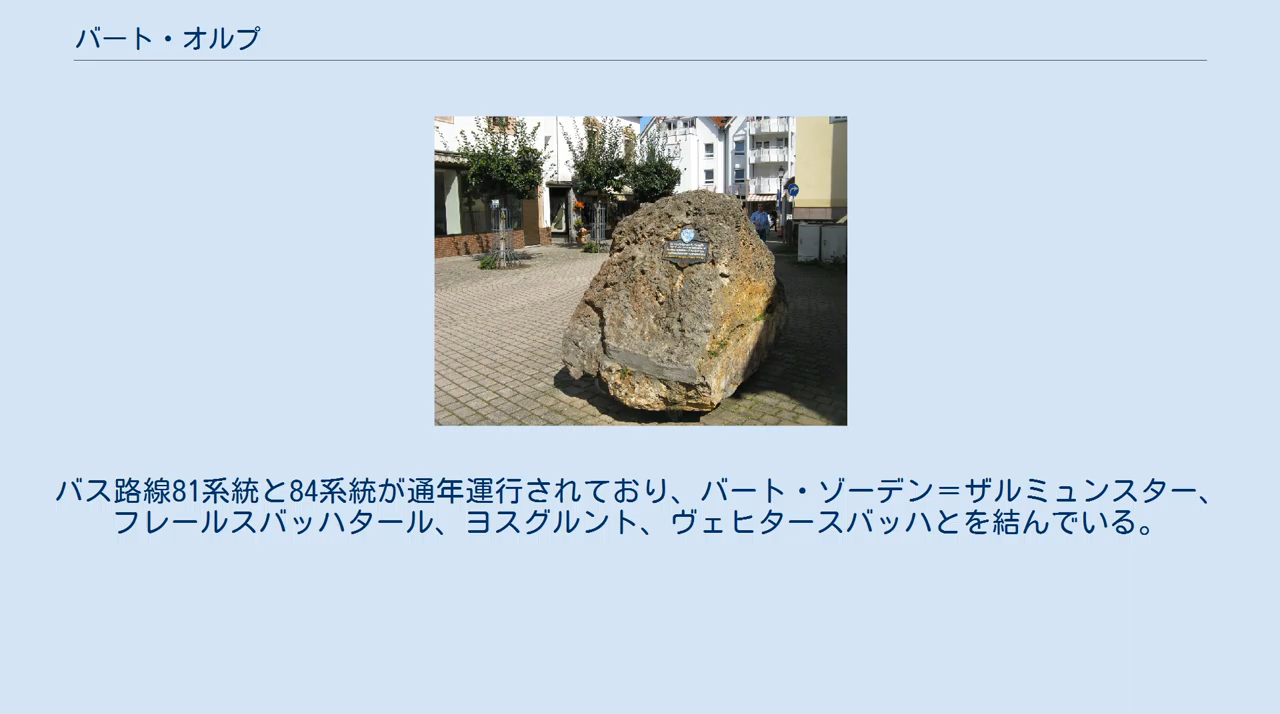 バート・オルプ
バス路線81系統と84系統が通年運行されており、バート・ゾーデン＝ザルミュンスター、
フレールスバッハタール、ヨスグルント、ヴェヒタースバッハとを結んでいる。